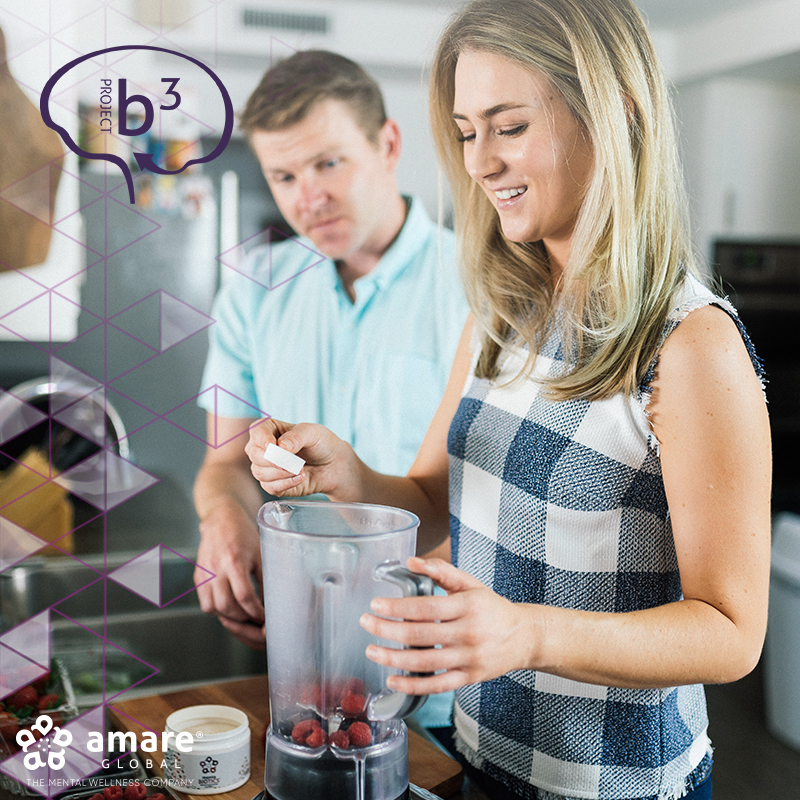 PROJECT
b3
amare®
GLOBAL
THE MENTAL WELLNESS COMPANY